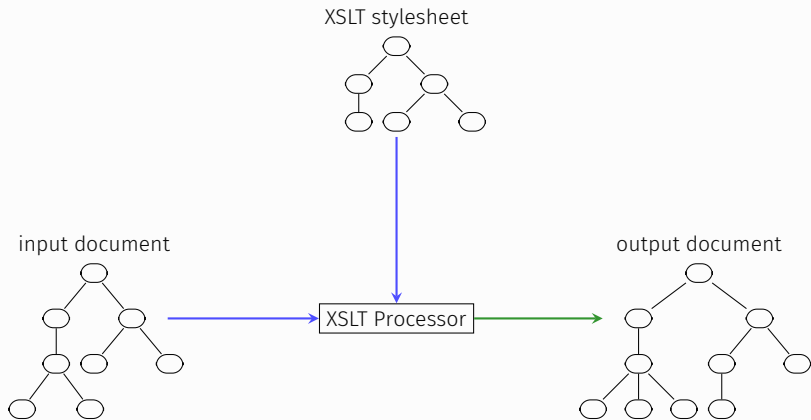 XSLT stylesheet
input document
output document
XSLT Processor